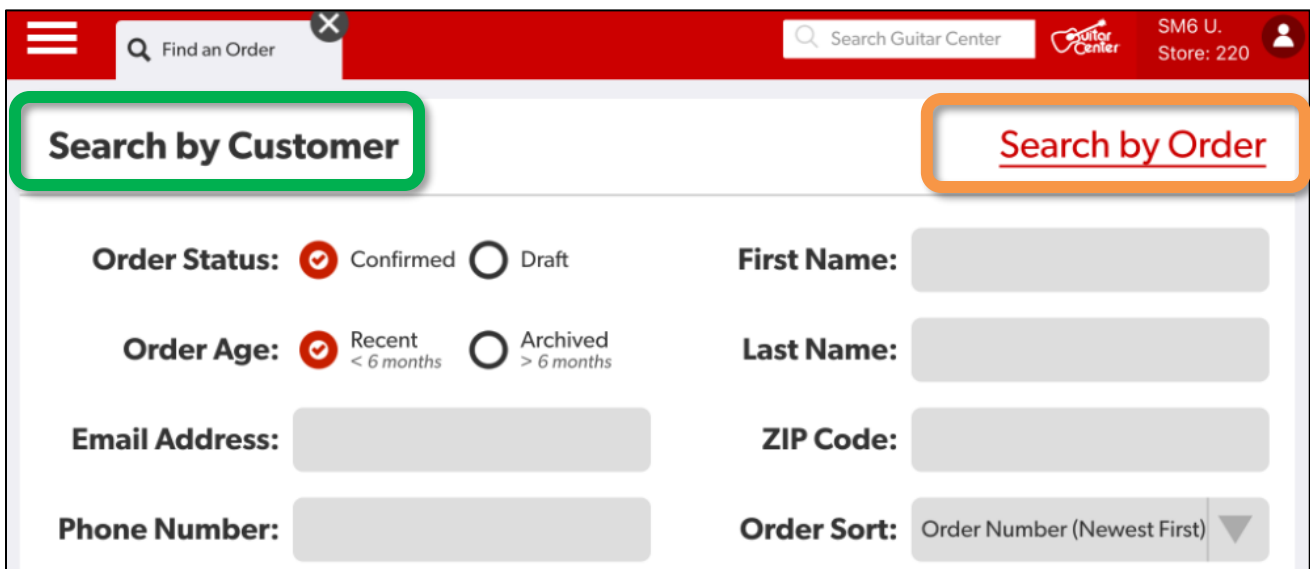 Find an Order
Search Guitar Center
Guitar Center
SM6 U.
Store: 220
Search by Customer
Search by Order
Order Status: Confirmed Draft
First Name:
Order Age: Recent < 6 months Archived > 6 months
Last Name:
Email Address:
ZIP Code:
Phone Number:
Order Sort: Order Number (Newest First)